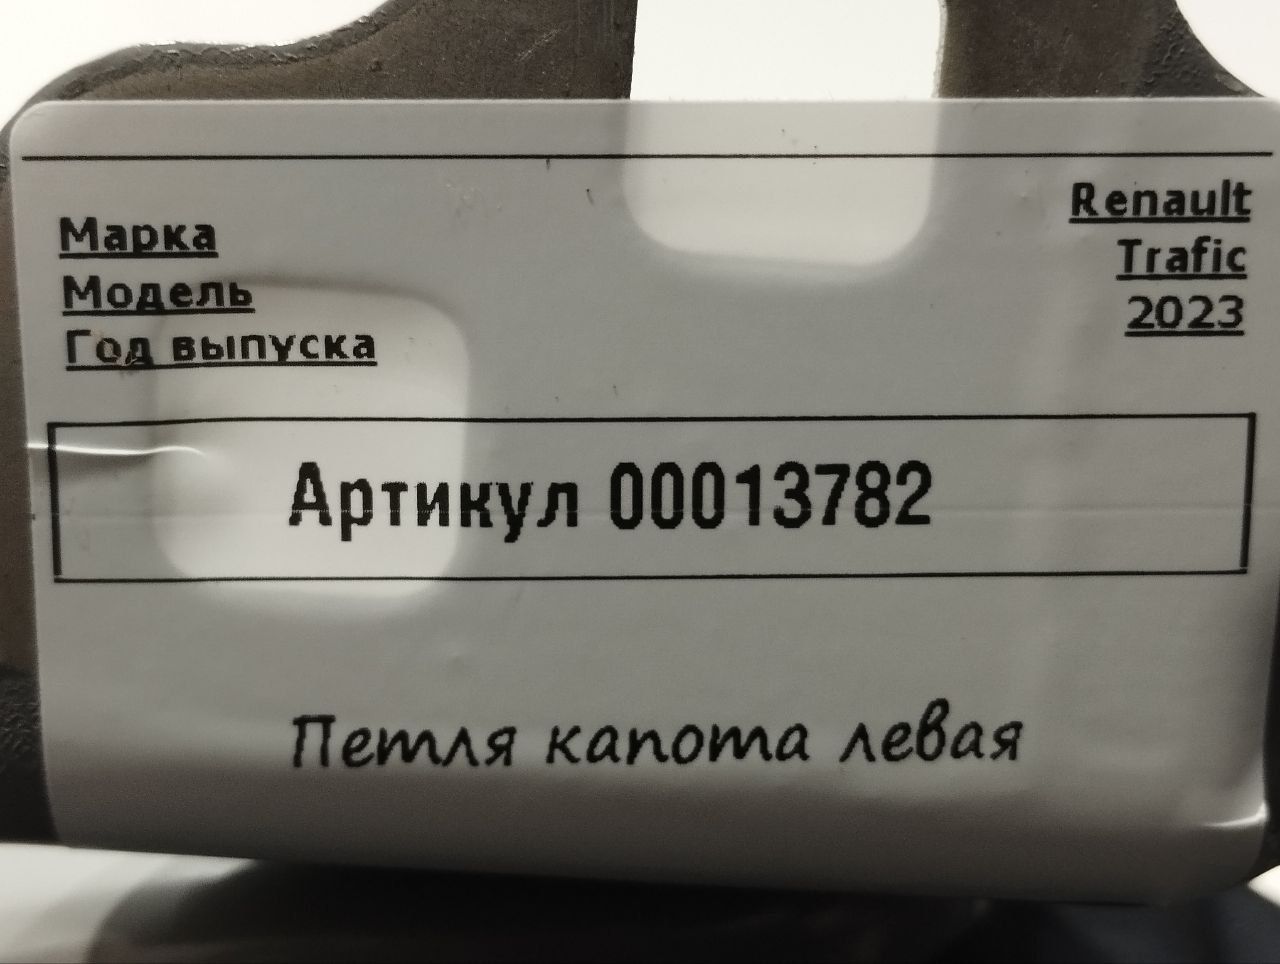 Марка Renault
Модель Trafic
Год выпуска 2023
Артикул 00013782
Петля капота левая